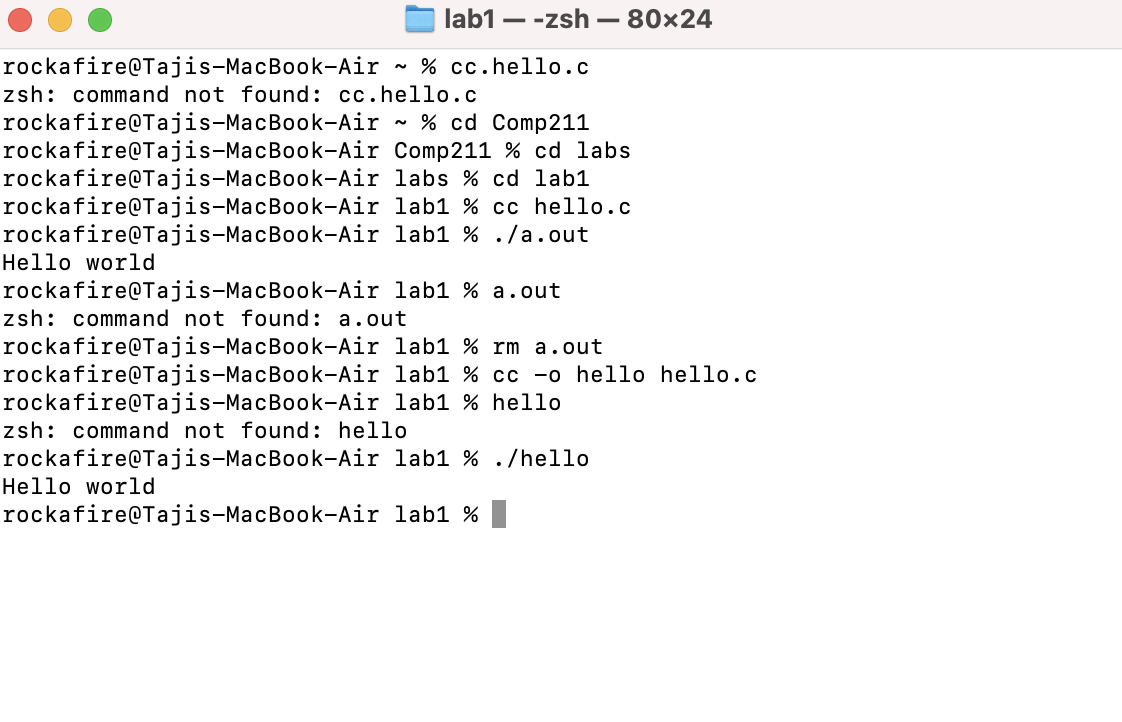 lab1 — -zsh — 80×24
rockafire@Tajis-MacBook-Air ~ % cc.hello.c
zsh: command not found: cc.hello.c
rockafire@Tajis-MacBook-Air ~ % cd Comp211
rockafire@Tajis-MacBook-Air Comp211 % cd labs
rockafire@Tajis-MacBook-Air labs % cd lab1
rockafire@Tajis-MacBook-Air lab1 % cc hello.c
rockafire@Tajis-MacBook-Air lab1 % ./a.out
Hello world
rockafire@Tajis-MacBook-Air lab1 % a.out
zsh: command not found: a.out
rockafire@Tajis-MacBook-Air lab1 % rm a.out
rockafire@Tajis-MacBook-Air lab1 % cc -o hello hello.c
rockafire@Tajis-MacBook-Air lab1 % hello
zsh: command not found: hello
rockafire@Tajis-MacBook-Air lab1 % ./hello
Hello world
rockafire@Tajis-MacBook-Air lab1 %